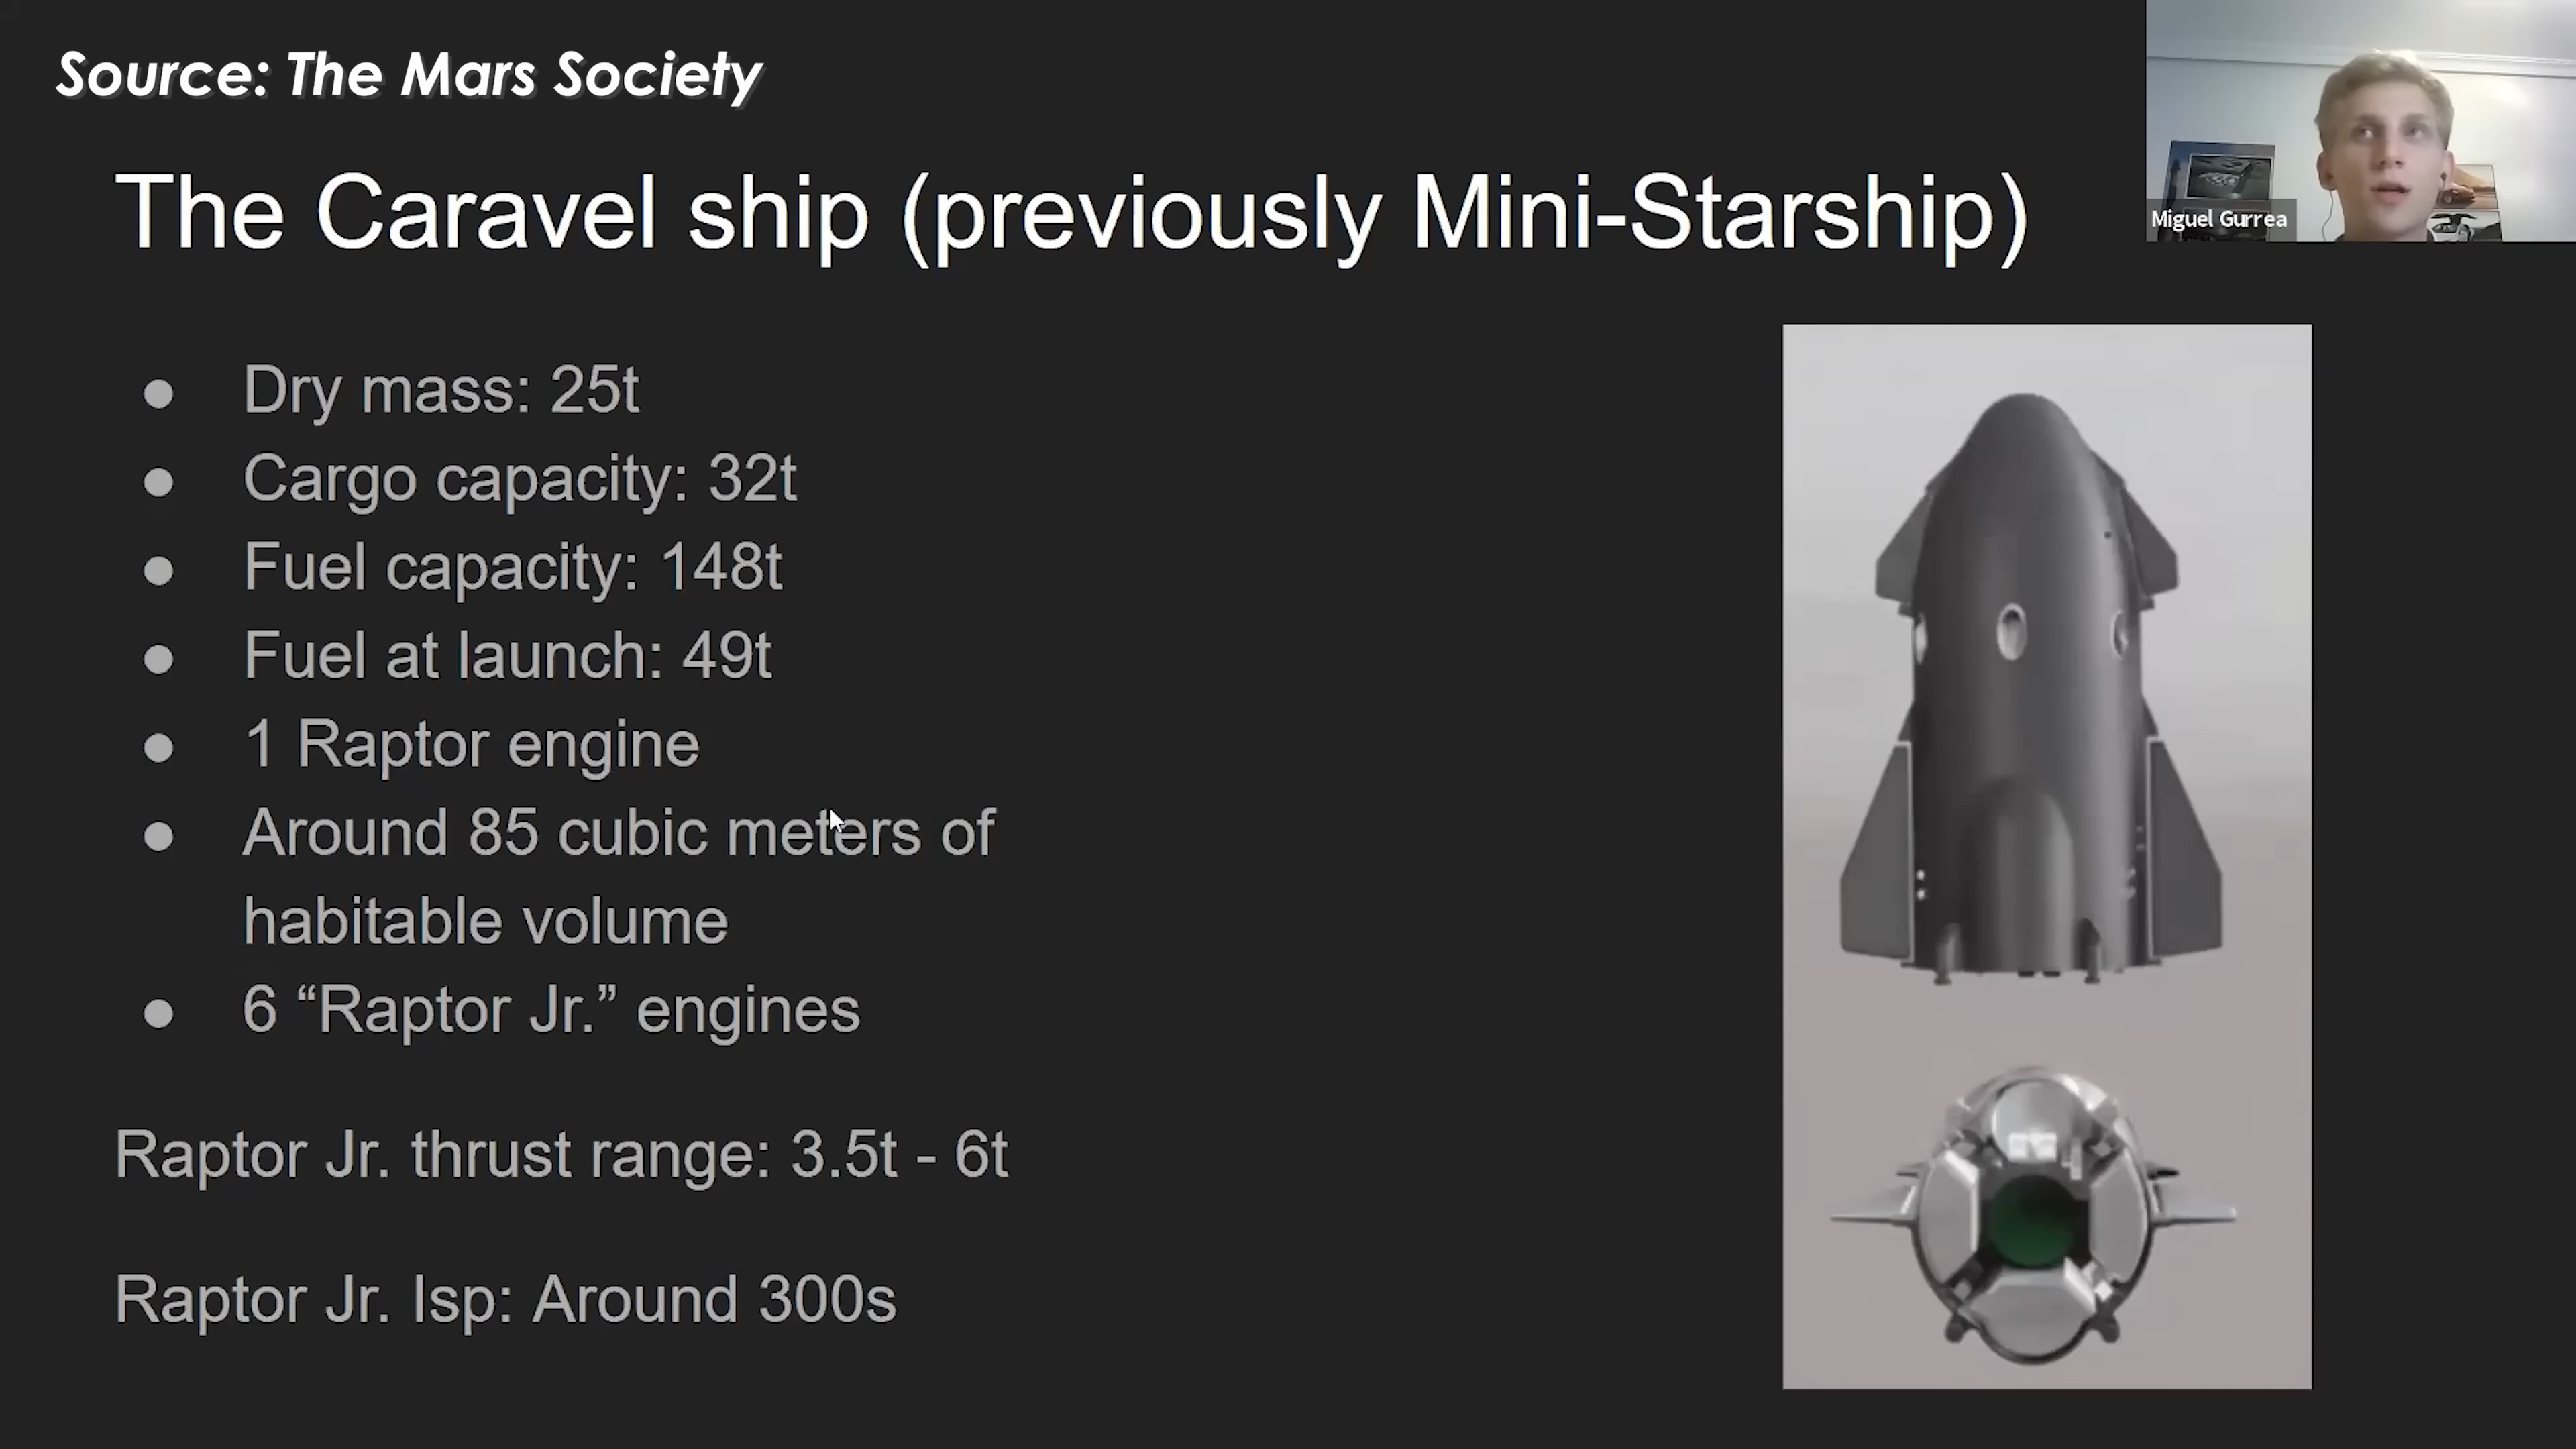 Source: The Mars Society
The Caravel ship (previously Mini-Starship)
Miguel Gurrea
● Dry mass: 25t
● Cargo capacity: 32t
● Fuel capacity: 148t
● Fuel at launch: 49t
● 1 Raptor engine
● Around 85 cubic meters of
habitable volume
● 6 “Raptor Jr.” engines
Raptor Jr. thrust range: 3.5t - 6t
Raptor Jr. Isp: Around 300s